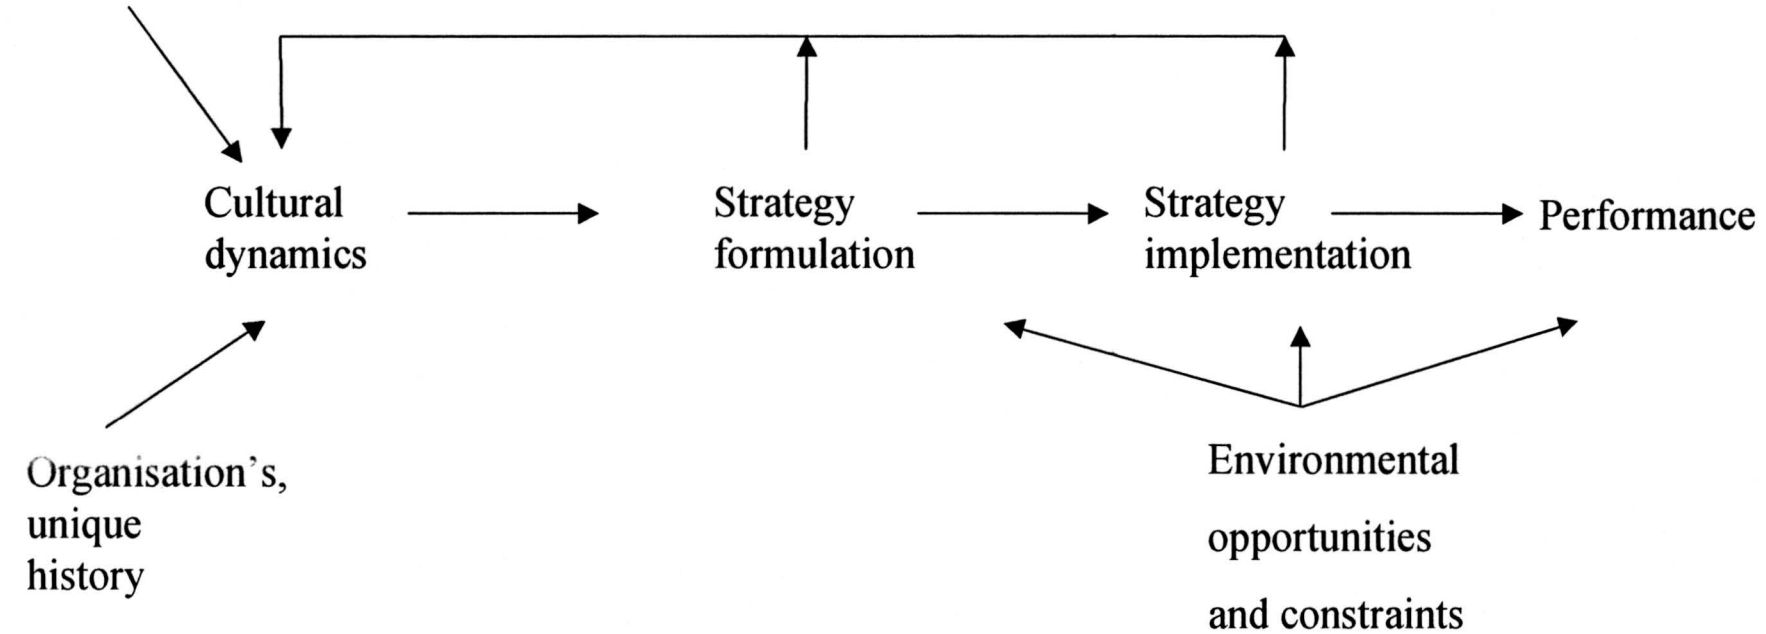 Cultural
dynamics
Strategy
formulation
Strategy
implementation
Performance
Organisation's,
unique
history
Environmental
opportunities
and constraints